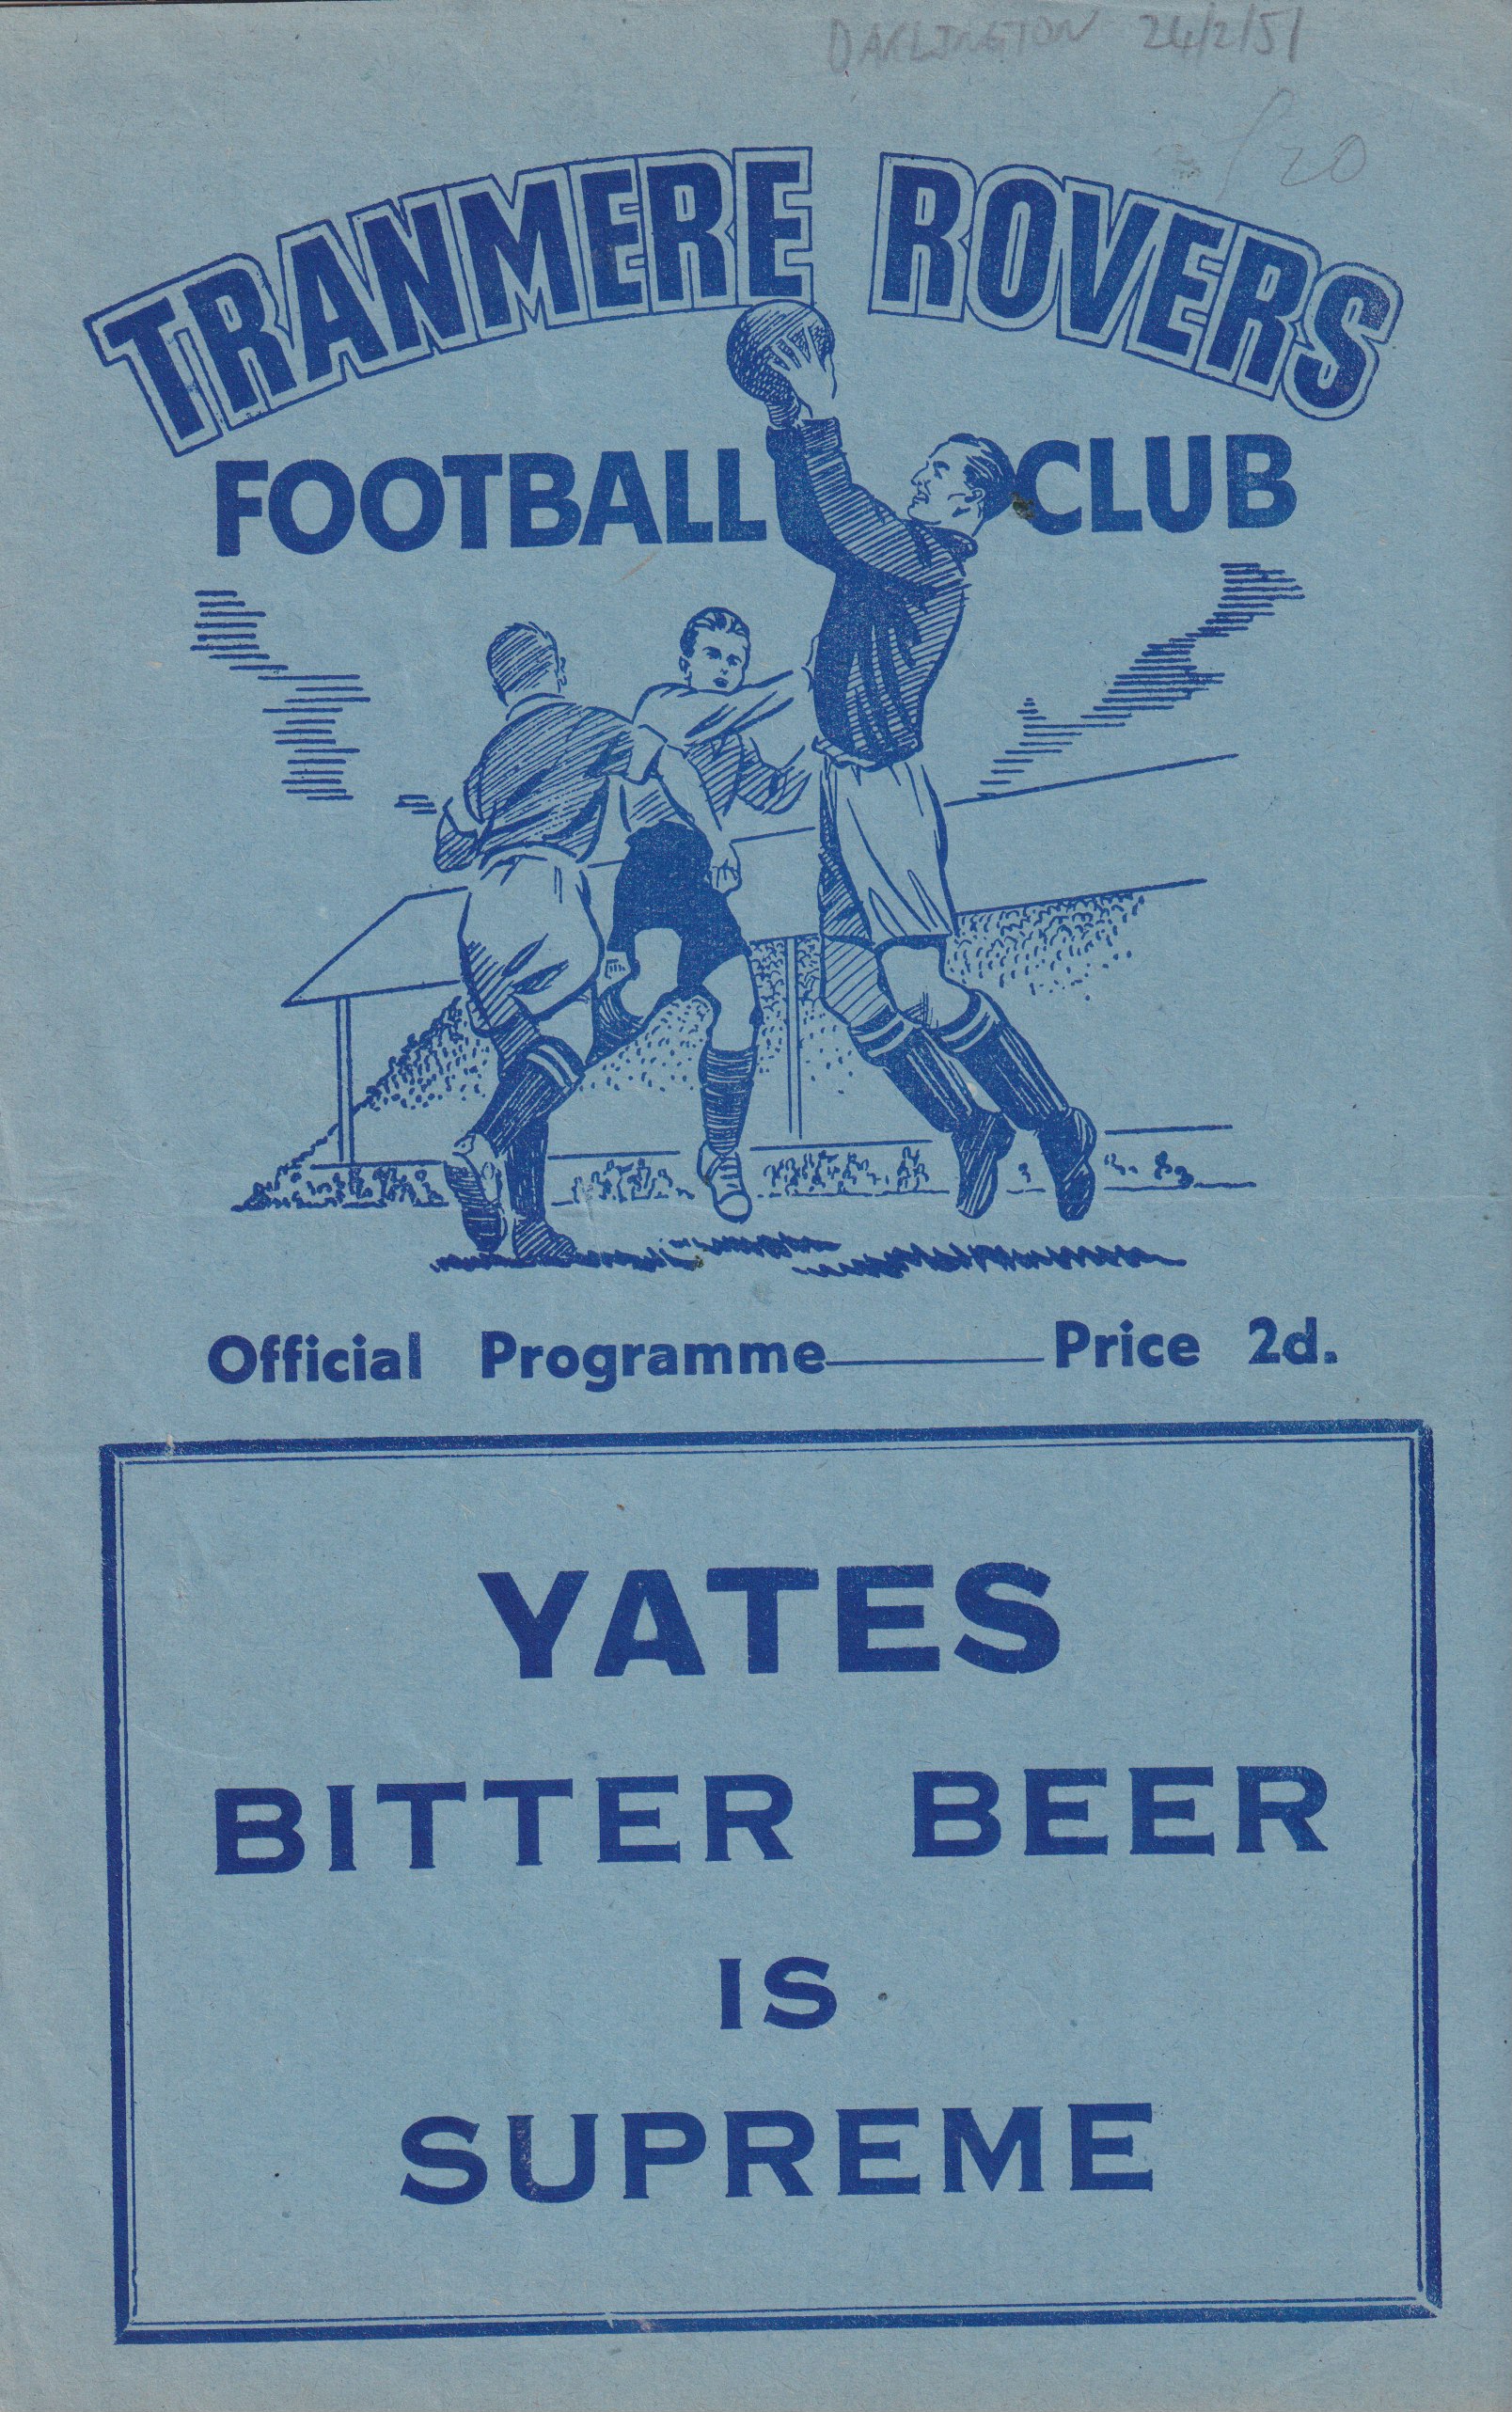 DARLINGTON 24/2/51
£20
TRANMERE ROVERS
FOOTBALL CLUB
Official Programme Price 2d.
YATES
BITTER BEER
IS
SUPREME